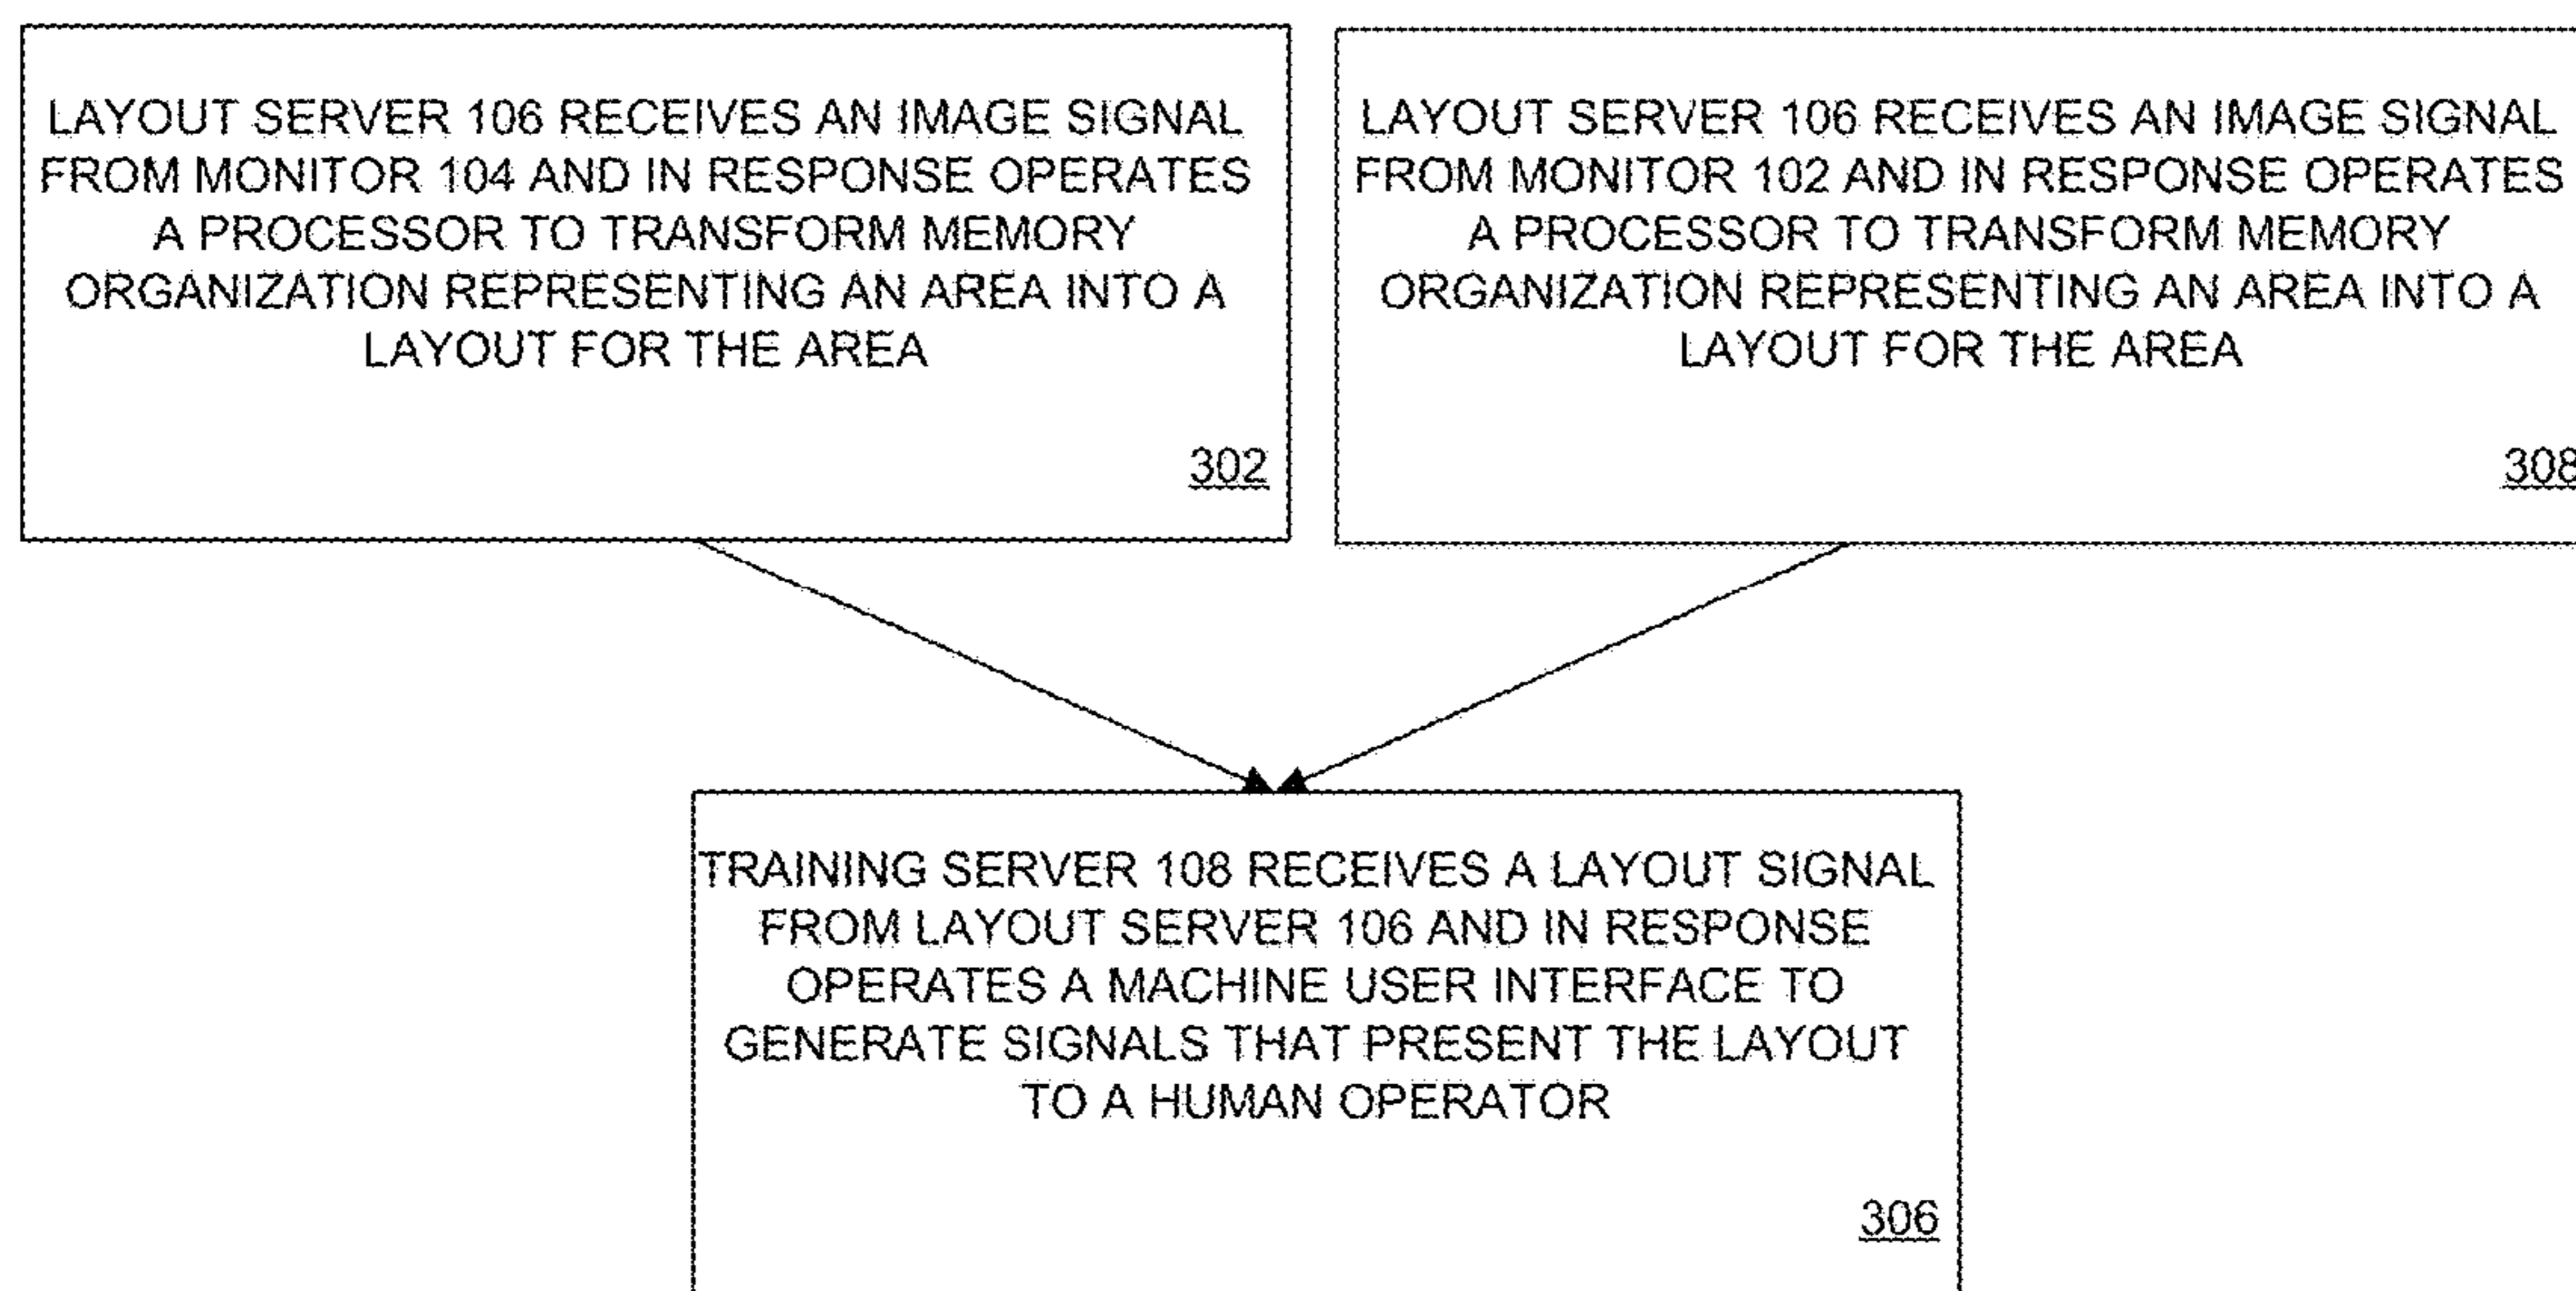 LAYOUT SERVER 106 RECEIVES AN IMAGE SIGNAL
FROM MONITOR 104 AND IN RESPONSE OPERATES
A PROCESSOR TO TRANSFORM MEMORY
ORGANIZATION REPRESENTING AN AREA INTO A
LAYOUT FOR THE AREA
302
LAYOUT SERVER 106 RECEIVES AN IMAGE SIGNAL
FROM MONITOR 102 AND IN RESPONSE OPERATES
A PROCESSOR TO TRANSFORM MEMORY
ORGANIZATION REPRESENTING AN AREA INTO A
LAYOUT FOR THE AREA
308
TRAINING SERVER 108 RECEIVES A LAYOUT SIGNAL
FROM LAYOUT SERVER 106 AND IN RESPONSE
OPERATES A MACHINE USER INTERFACE TO
GENERATE SIGNALS THAT PRESENT THE LAYOUT
TO A HUMAN OPERATOR
306